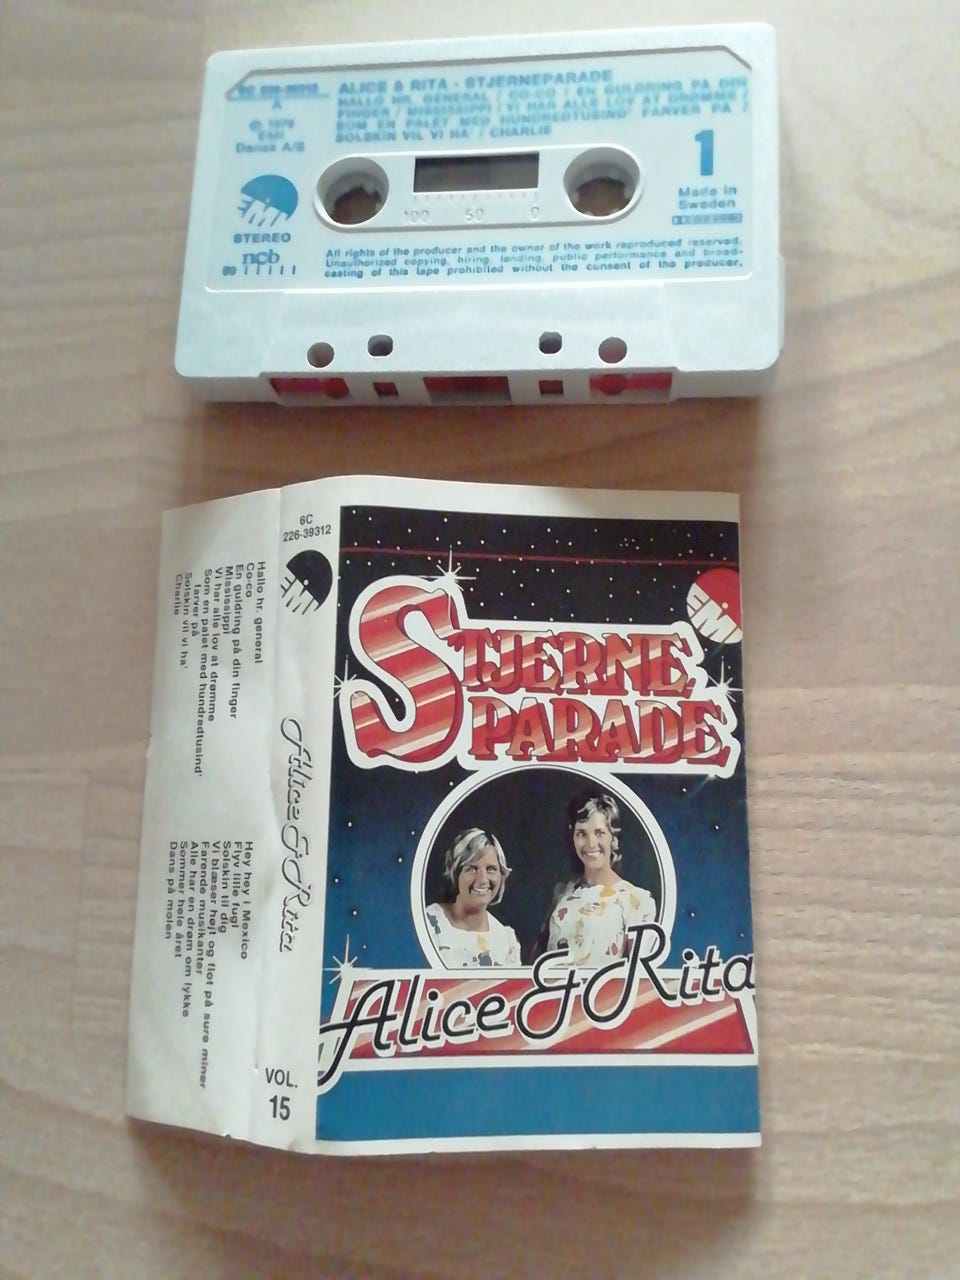 ALICE & RITA - STJERNEPARADE
HALLO HR. GENERAL / CO-CO / EN GULDRING PÅ DIN
FINGER / MISSISSIPPI / VI HAR ALLE LOV AT DRØMME /
SOM EN PALET MED HUNDREDTUSIND' FARVER PÅ /
SOLSKIN VIL VI HA' / CHARLIE
A
EMI
Dansk A/S
1
Made in
Sweden
EMI
STEREO
ncb
100 50 0
All rights of the producer and the owner of the work reproduced reserved.
Unauthorized copying, hiring, lending, public performance and broad-
casting of this tape prohibited without the consent of the producer.
6C
226-39312
EMI
Alice & Rita
VOL.
15
Hallo hr. general
Co-co
En guldring på din finger
Mississippi
Vi har alle lov at drømme
Som en palet med hundredtusind'
farver på
Solskin vil vi ha'
Charlie
Hey hey i Mexico
Flyv lille fugl
Solskin til dig
Vi blæser højt og flot på sure miner
Farende musikanter
Alle har en drøm om lykke
Sommer hele året
Dans på molen
EMI
STJERNE
PARADE
Alice & Rita